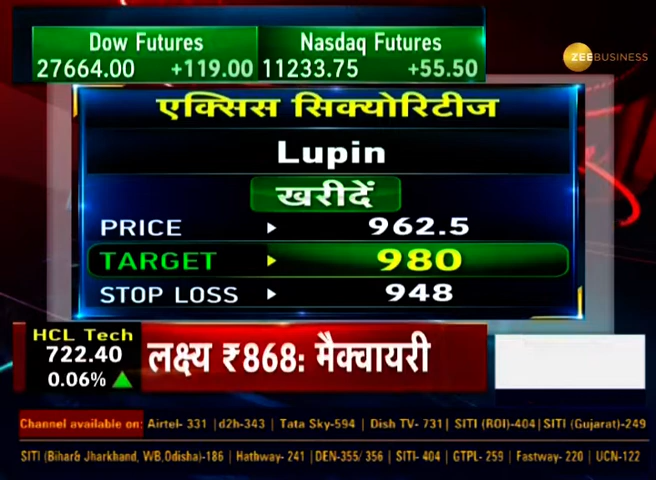 Dow Futures Nasdaq Futures
27664.00 +119.00 11233.75 +55.50
ZEEBUSINESS
एक्सिस सिक्योरिटीज
Lupin
खरीदें
PRICE ▸ 962.5
TARGET ▸ 980
STOP LOSS ▸ 948
HCL Tech
722.40
0.06% ▲
लक्ष्य ₹868: मैक्वायरी
Channel available on: Airtel- 331 |d2h-343 | Tata Sky-594 | Dish TV- 731| SITI (ROI)-404|SITI (Gujarat)-249
SITI (Bihar& Jharkhand, WB,Odisha)-186 | Hathway- 241 |DEN-355/ 356 | SITI- 404 | GTPL- 259 | Fastway- 220 | UCN-122